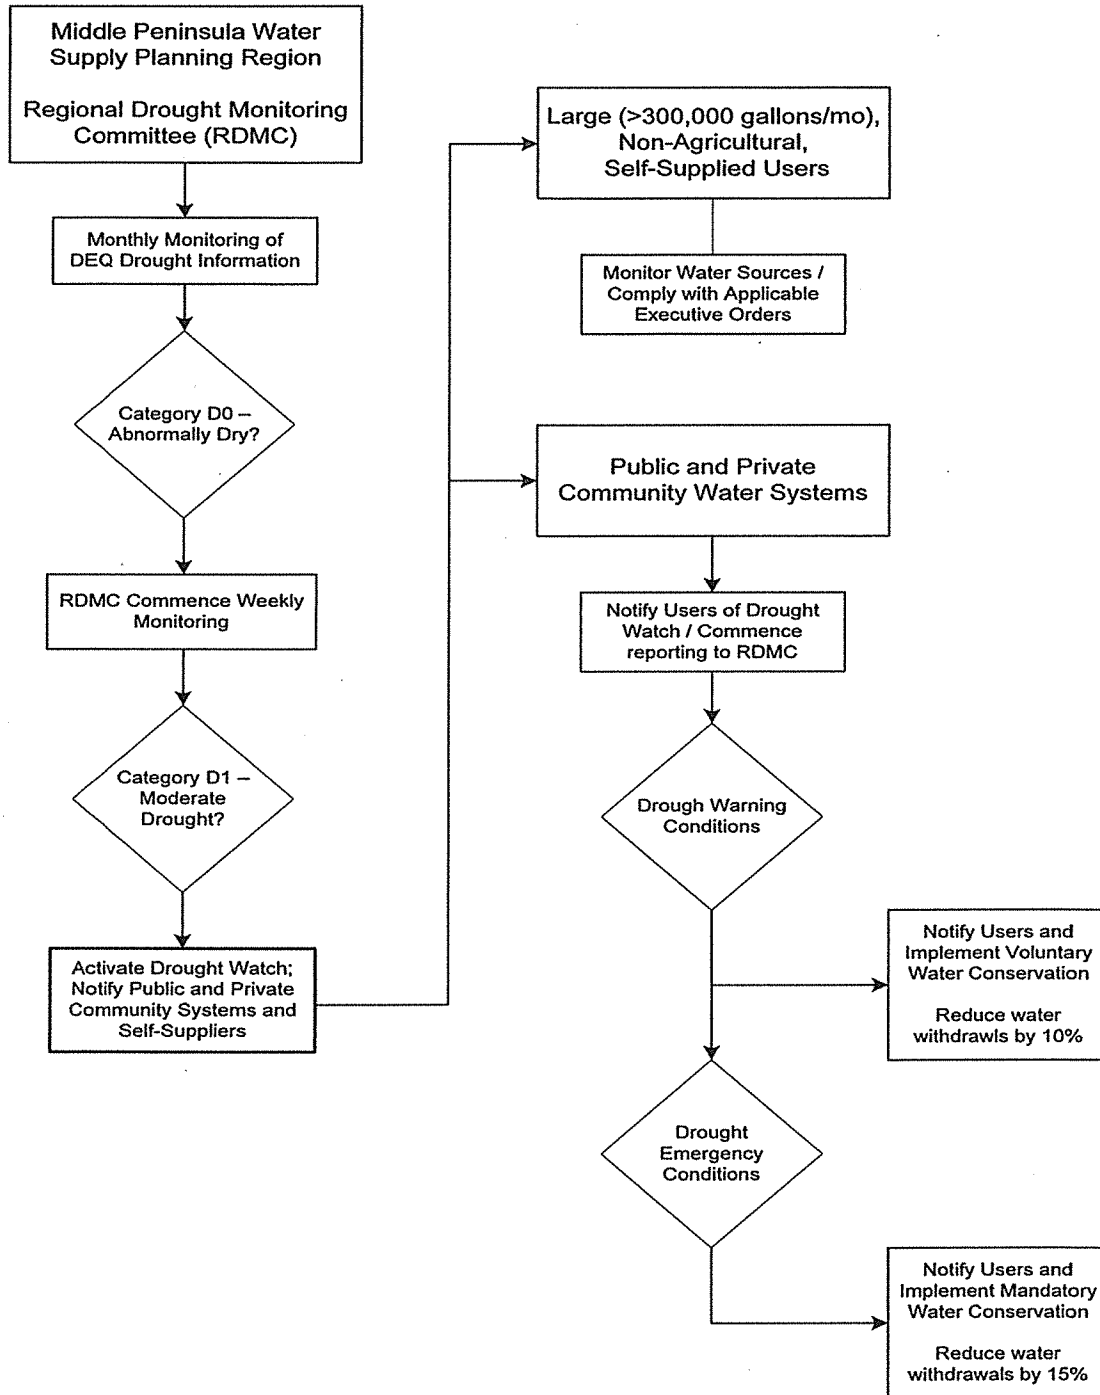 Middle Peninsula Water
Supply Planning Region
Regional Drought Monitoring
Committee (RDMC)
Monthly Monitoring of
DEQ Drought Information
Category D0 –
Abnormally Dry?
RDMC Commence Weekly
Monitoring
Category D1 –
Moderate
Drought?
Activate Drought Watch;
Notify Public and Private
Community Systems and
Self-Suppliers
Large (>300,000 gallons/mo),
Non-Agricultural,
Self-Supplied Users
Monitor Water Sources /
Comply with Applicable
Executive Orders
Public and Private
Community Water Systems
Notify Users of Drought
Watch / Commence
reporting to RDMC
Drough Warning
Conditions
Notify Users and
Implement Voluntary
Water Conservation
Reduce water
withdrawls by 10%
Drought
Emergency
Conditions
Notify Users and
Implement Mandatory
Water Conservation
Reduce water
withdrawals by 15%